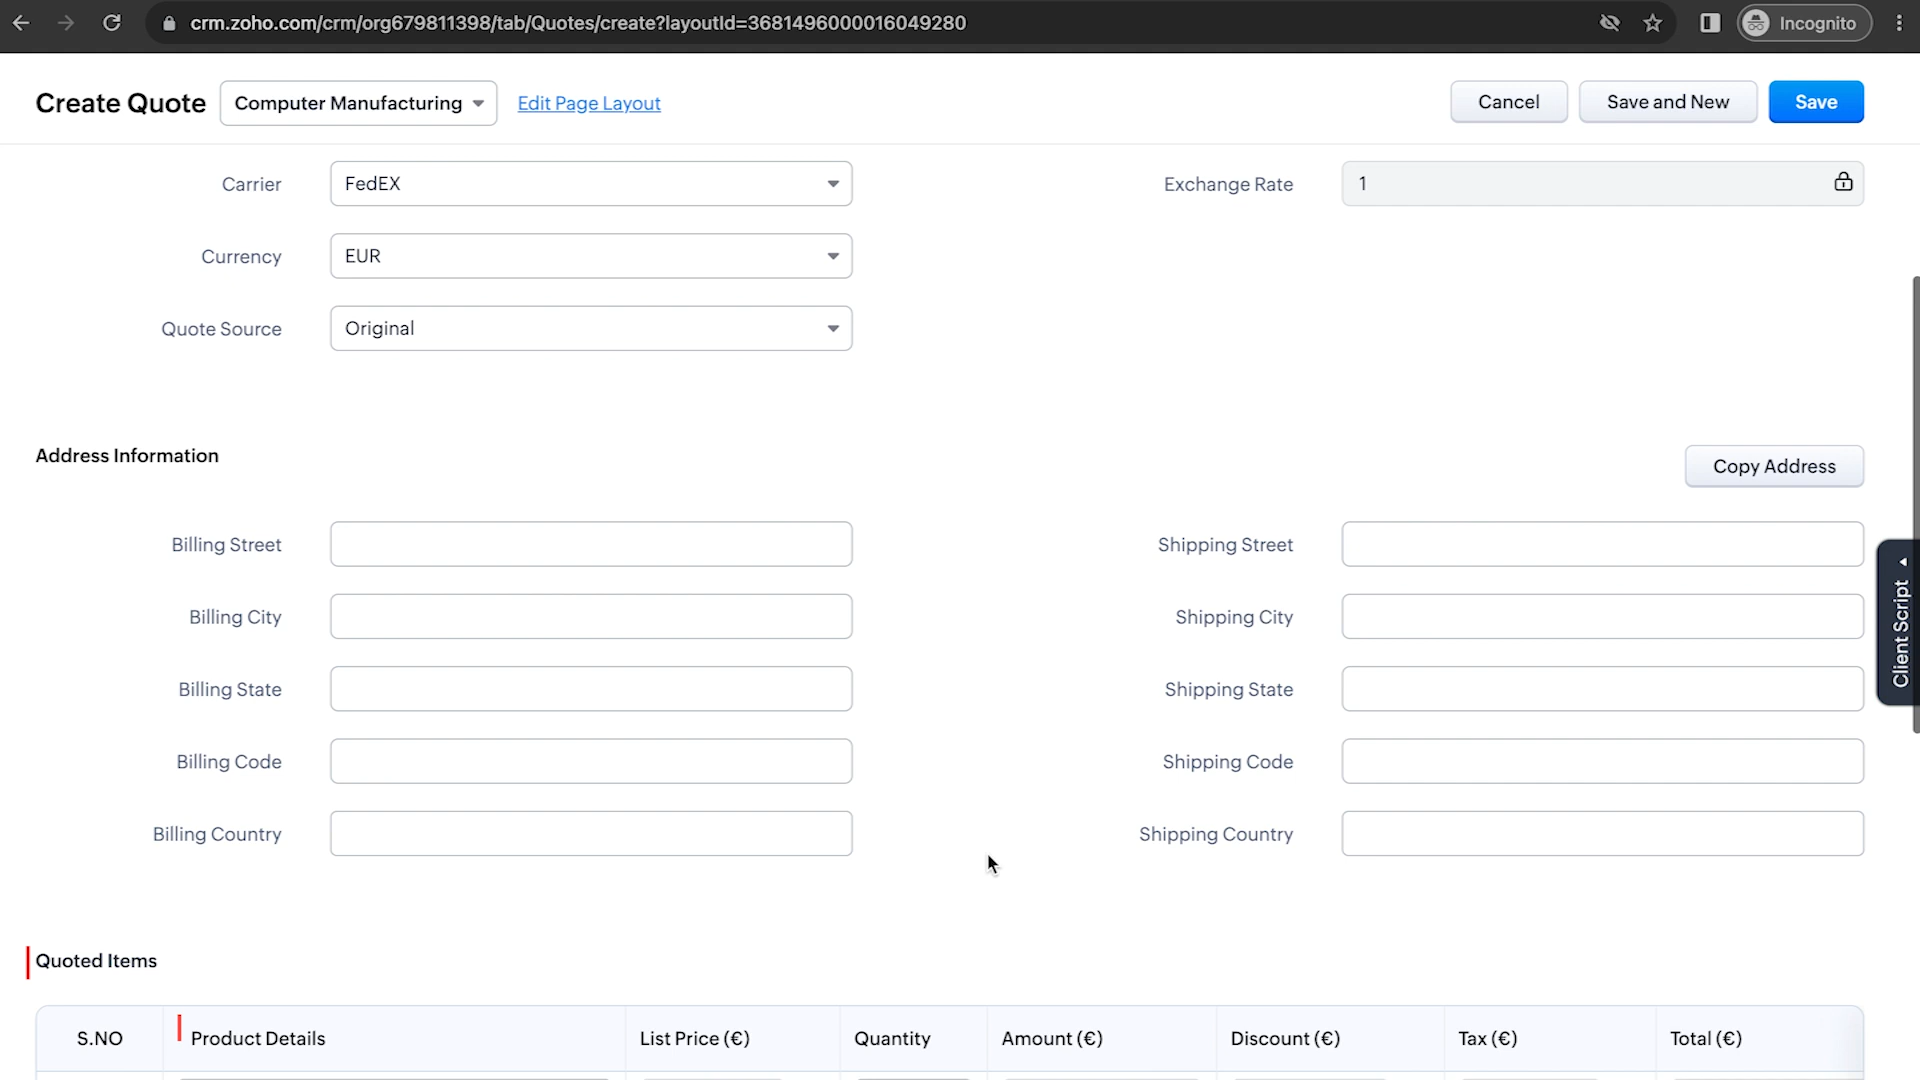 crm.zoho.com/crm/org679811398/tab/Quotes/create?layoutId=3681496000016049280
Incognito
Create Quote
Computer Manufacturing
Edit Page Layout
Cancel
Save and New
Save
Carrier
FedEX
Exchange Rate
1
Currency
EUR
Quote Source
Original
Address Information
Copy Address
Billing Street
Shipping Street
Billing City
Shipping City
Billing State
Shipping State
Billing Code
Shipping Code
Billing Country
Shipping Country
Client Script
Quoted Items
S.NO
Product Details
List Price (€)
Quantity
Amount (€)
Discount (€)
Tax (€)
Total (€)